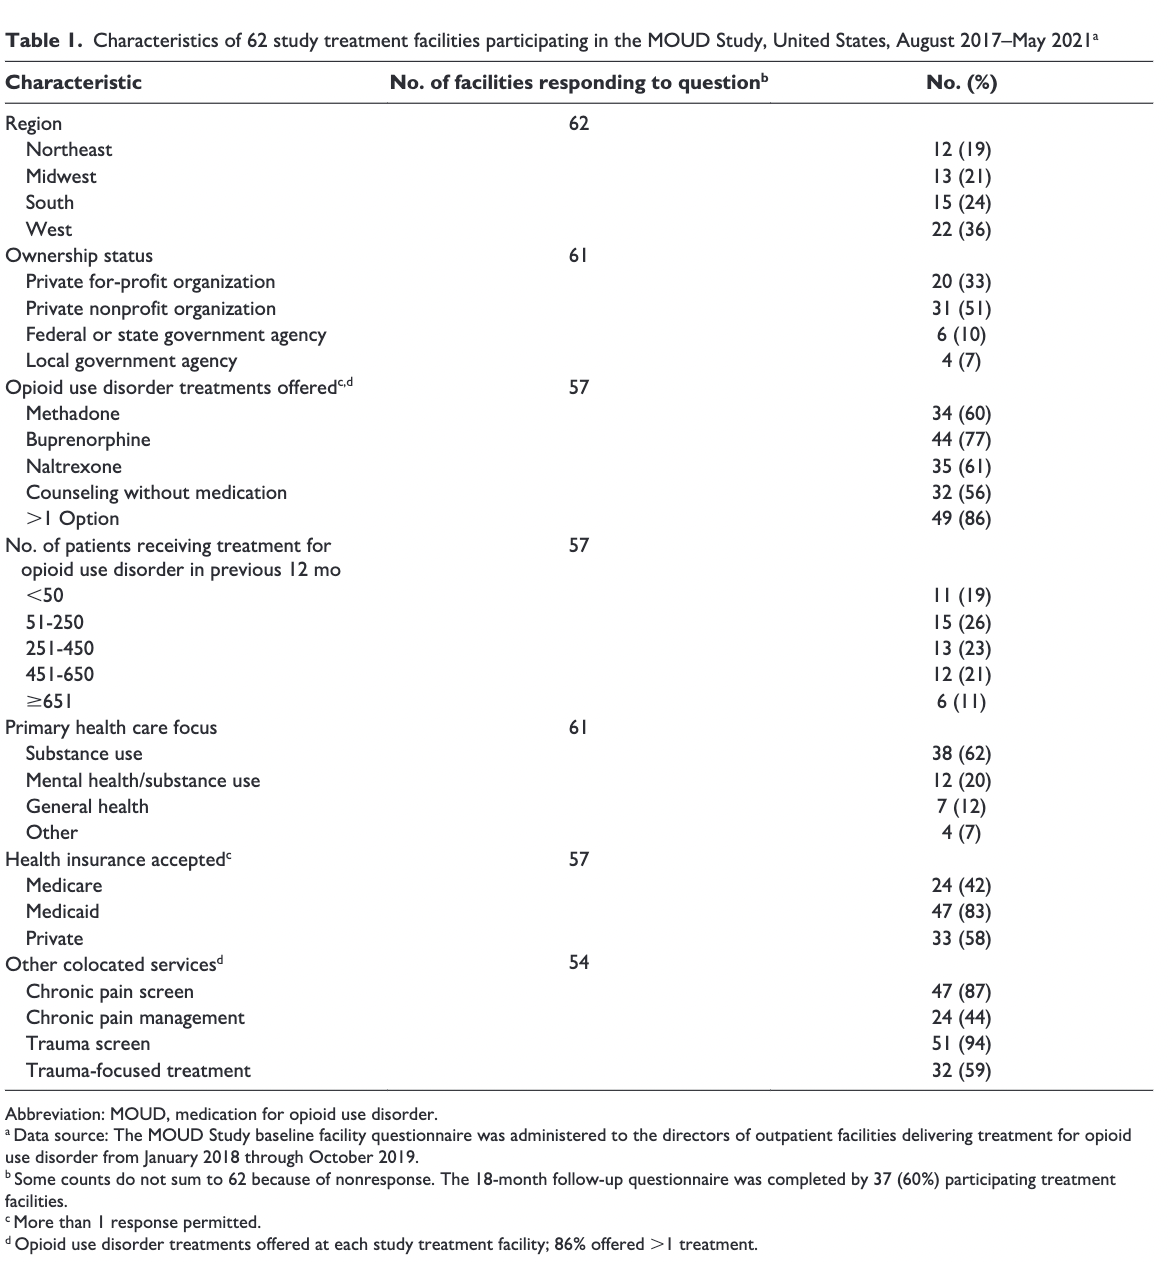 Table 1. Characteristics of 62 study treatment facilities participating in the MOUD Study, United States, August 2017–May 2021a
Characteristic No. of facilities responding to questionb No. (%)
Region 62
Northeast 12 (19)
Midwest 13 (21)
South 15 (24)
West 22 (36)
Ownership status 61
Private for-profit organization 20 (33)
Private nonprofit organization 31 (51)
Federal or state government agency 6 (10)
Local government agency 4 (7)
Opioid use disorder treatments offeredc,d 57
Methadone 34 (60)
Buprenorphine 44 (77)
Naltrexone 35 (61)
Counseling without medication 32 (56)
>1 Option 49 (86)
No. of patients receiving treatment for 57
opioid use disorder in previous 12 mo
<50 11 (19)
51-250 15 (26)
251-450 13 (23)
451-650 12 (21)
≥651 6 (11)
Primary health care focus 61
Substance use 38 (62)
Mental health/substance use 12 (20)
General health 7 (12)
Other 4 (7)
Health insurance acceptedc 57
Medicare 24 (42)
Medicaid 47 (83)
Private 33 (58)
Other colocated servicesd 54
Chronic pain screen 47 (87)
Chronic pain management 24 (44)
Trauma screen 51 (94)
Trauma-focused treatment 32 (59)
Abbreviation: MOUD, medication for opioid use disorder.
a Data source: The MOUD Study baseline facility questionnaire was administered to the directors of outpatient facilities delivering treatment for opioid
use disorder from January 2018 through October 2019.
b Some counts do not sum to 62 because of nonresponse. The 18-month follow-up questionnaire was completed by 37 (60%) participating treatment
facilities.
c More than 1 response permitted.
d Opioid use disorder treatments offered at each study treatment facility; 86% offered >1 treatment.